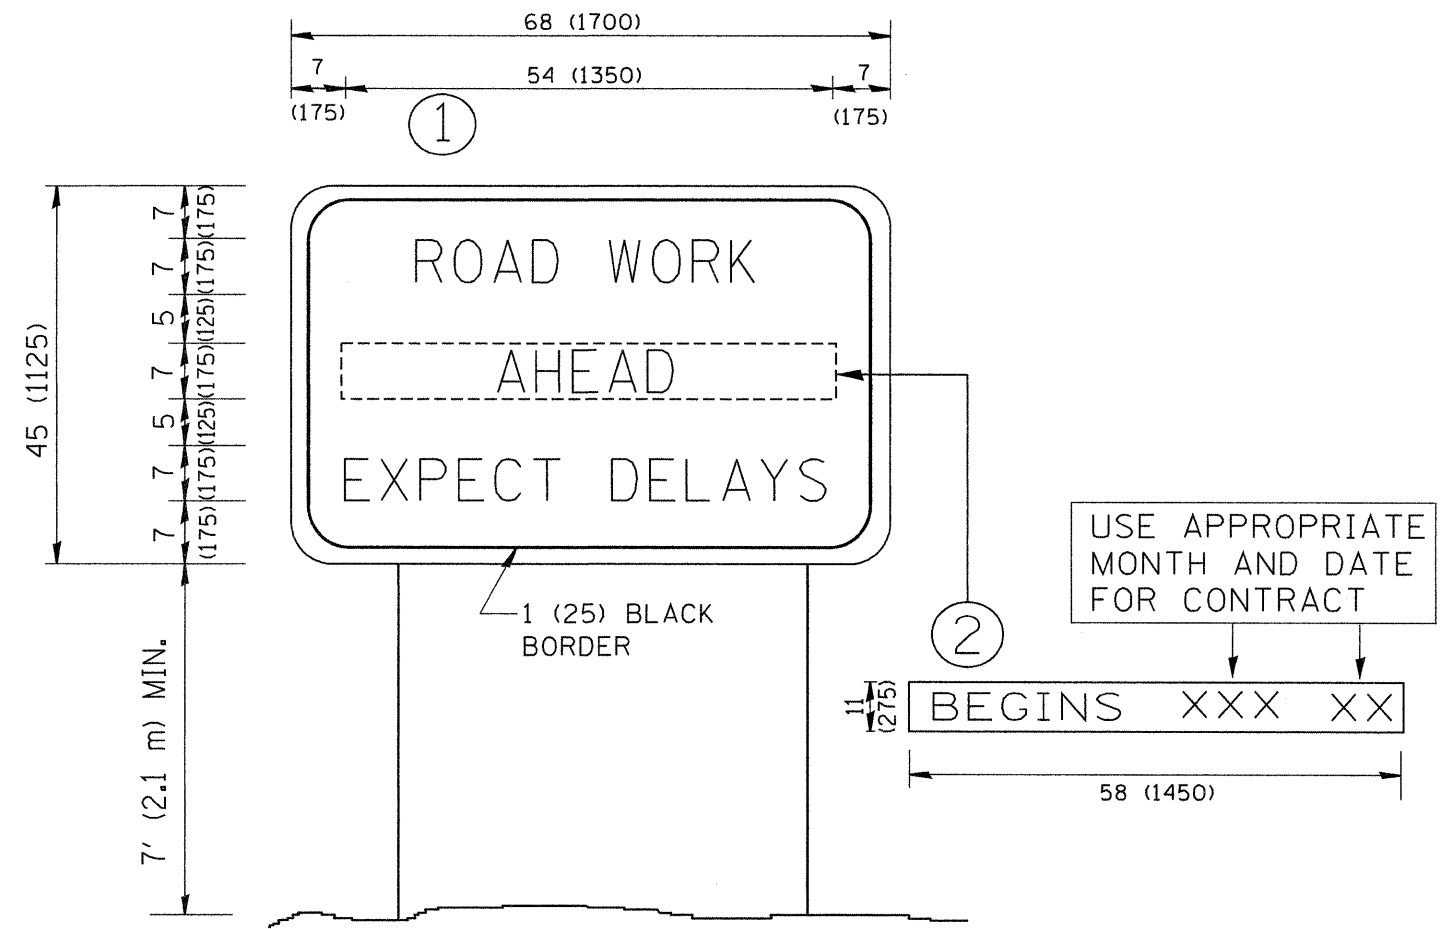 68 (1700)
7 54 (1350) 7
(175) (175)
1
45 (1125)
7 (175)
7 (175)
5 (125)
7 (175)
5 (125)
7 (175)
7 (175)
ROAD WORK
AHEAD
EXPECT DELAYS
1 (25) BLACK
BORDER
7' (2.1 m) MIN.
USE APPROPRIATE
MONTH AND DATE
FOR CONTRACT
2
11 (275)
BEGINS XXX XX
58 (1450)